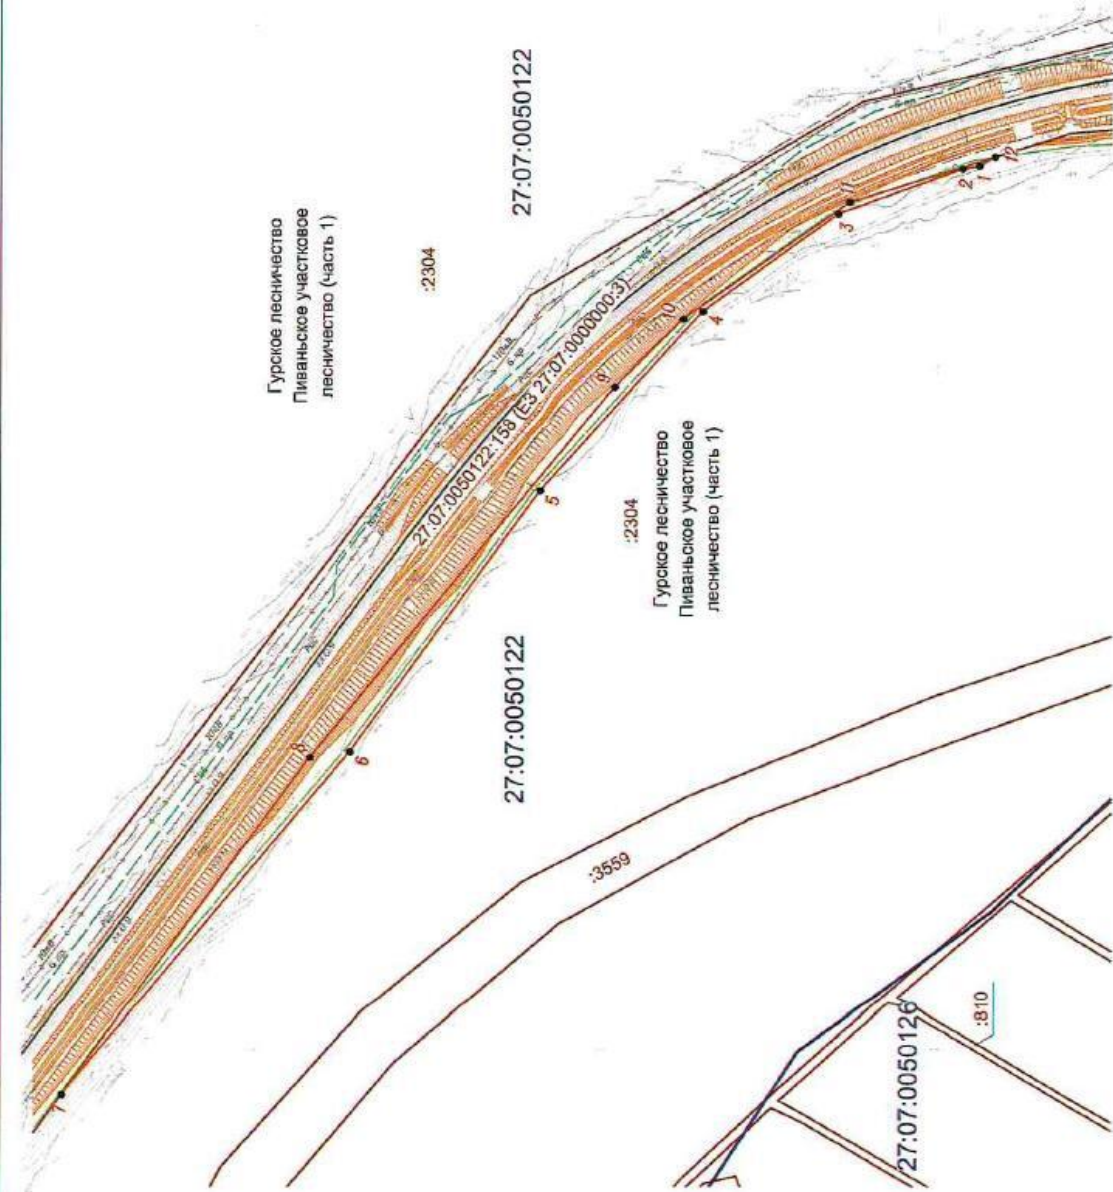 27:07:0050122
Гурское лесничество
Пиваньское участковое
лесничество (часть 1)
:2304
27:07:0050122:158 (ЕЗ 27:07:0000000:3)
1
2
3
4
5
6
7
8
9
10
11
12
:2304
Гурское лесничество
Пиваньское участковое
лесничество (часть 1)
27:07:0050122
:3559
27:07:0050126
:810